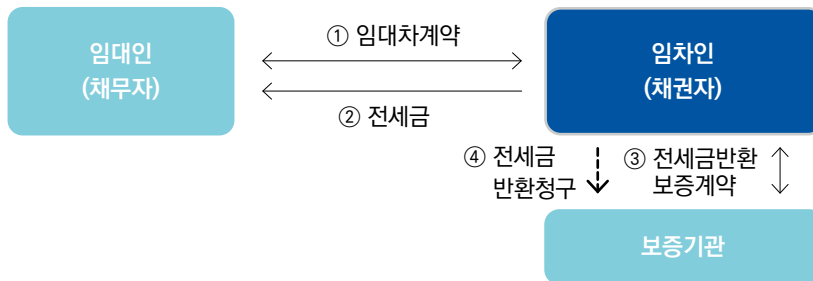 임대인
(채무자)
① 임대차계약
② 전세금
임차인
(채권자)
④ 전세금
반환청구
③ 전세금반환
보증계약
보증기관